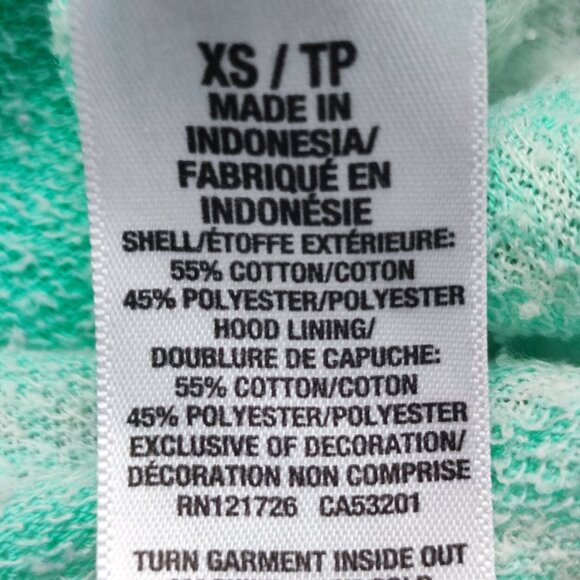 XS / TP
MADE IN
INDONESIA/
FABRIQUÉ EN
INDONÉSIE
SHELL/ÉTOFFE EXTÉRIEURE:
55% COTTON/COTON
45% POLYESTER/POLYESTER
HOOD LINING/
DOUBLURE DE CAPUCHE:
55% COTTON/COTON
45% POLYESTER/POLYESTER
EXCLUSIVE OF DECORATION/
DÉCORATION NON COMPRISE
RN121726 CA53201
TURN GARMENT INSIDE OUT